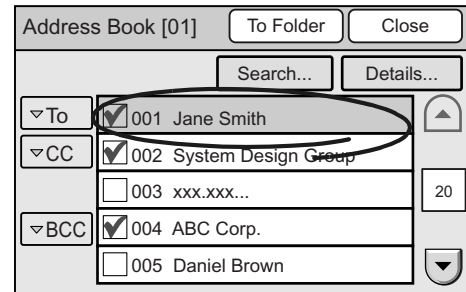 Address Book [01] To Folder Close
Search... Details...
▽To 001 Jane Smith
▽CC 002 System Design Group
003 xxx.xxx... 20
▽BCC 004 ABC Corp.
005 Daniel Brown